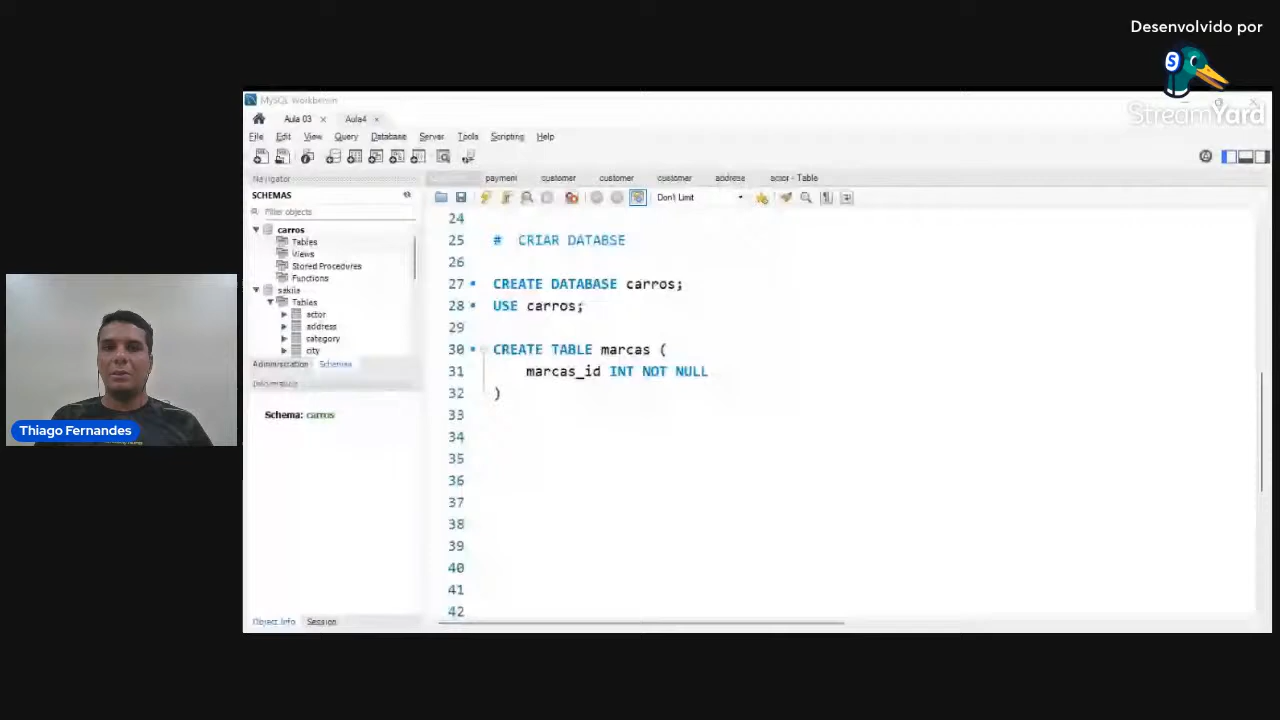 Desenvolvido por
S
StreamYard
MySQL Workbench
Aula 03
Aula4
File Edit View Query Database Server Tools Scripting Help
Navigator
payment customer customer customer address actor - Table
SCHEMAS
Don't Limit
Filter objects
carros
Tables
Views
Stored Procedures
Functions
sakila
Tables
actor
address
category
city
Administration Schemas
Information
Schema: carros
Object Info Session
24
25 # CRIAR DATABSE
26
27 CREATE DATABASE carros;
28 USE carros;
29
30 CREATE TABLE marcas (
31 marcas_id INT NOT NULL
32 )
33
34
35
36
37
38
39
40
41
42
Thiago Fernandes